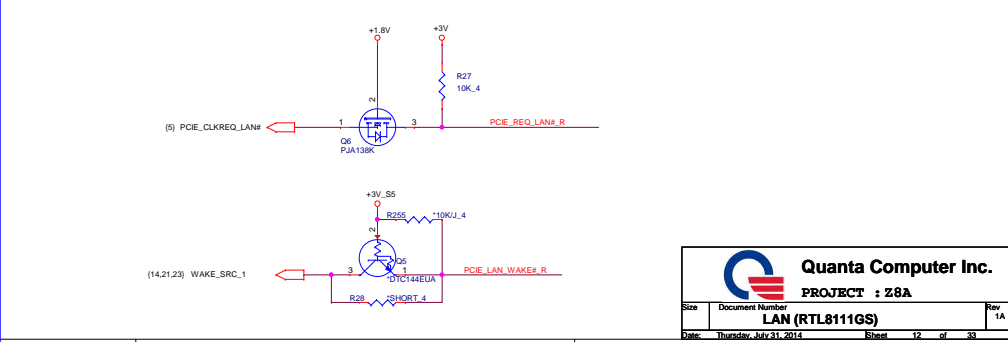 +1.8V
+3V
R27
10K_4
2
(5) PCIE_CLKREQ_LAN#
1
3
PCIE_REQ_LAN#_R
Q6
PJA138K
+3V_S5
R255
*10K/J_4
2
Q5
(14,21,23) WAKE_SRC_1
3
1
PCIE_LAN_WAKE#_R
*DTC144EUA
R28
*SHORT_4
Quanta Computer Inc.
PROJECT : Z8A
Size
Document Number
Rev
LAN (RTL8111GS)
1A
Date: Thursday, July 31, 2014 Sheet 12 of 33